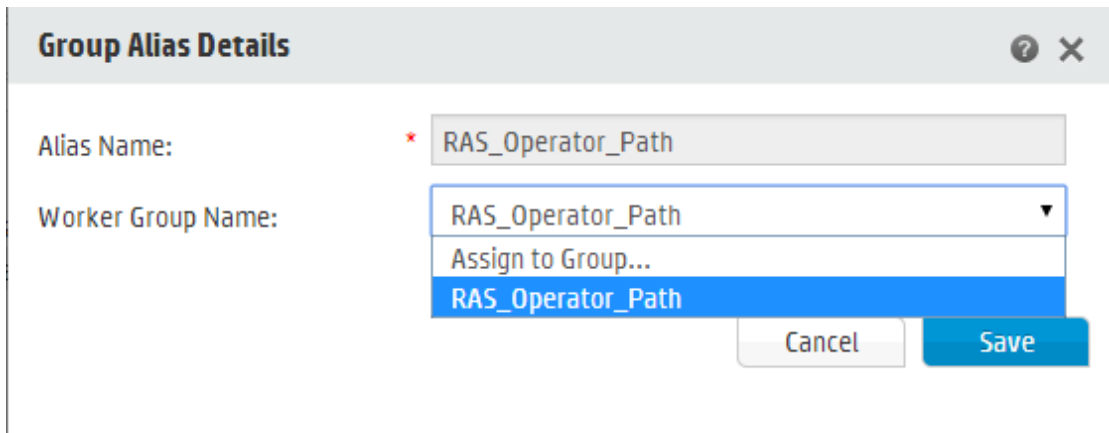 Group Alias Details
Alias Name: * RAS_Operator_Path
Worker Group Name: RAS_Operator_Path
Assign to Group...
RAS_Operator_Path
Cancel Save